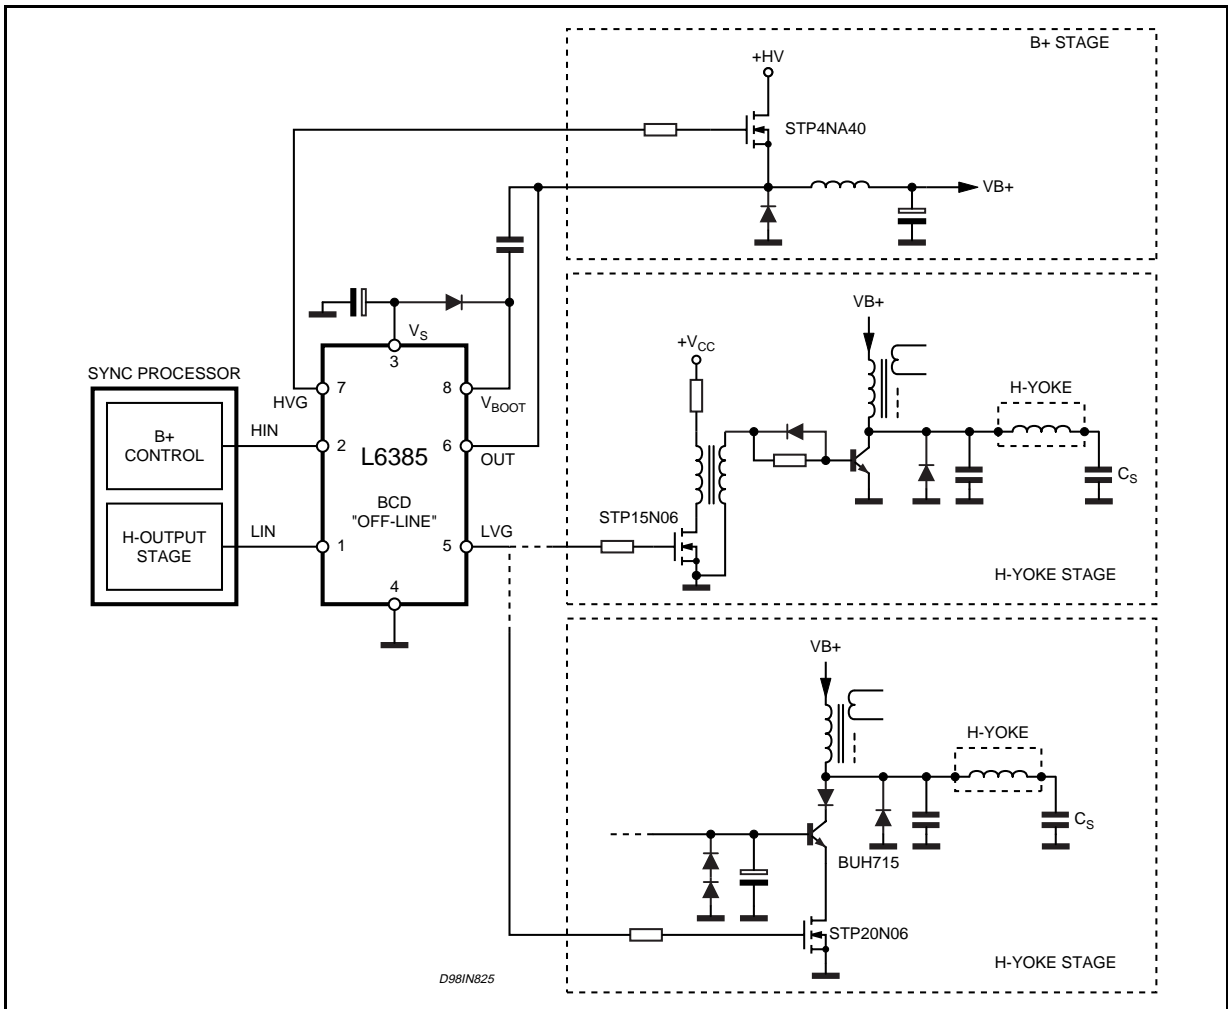 B+ STAGE
+HV
STP4NA40
VB+
VS
3
SYNC PROCESSOR
7
8
HVG
VBOOT
B+
CONTROL
HIN
2
L6385
6
OUT
BCD
"OFF-LINE"
H-OUTPUT
STAGE
LIN
1
5
LVG
4
VB+
+VCC
H-YOKE
CS
STP15N06
H-YOKE STAGE
VB+
H-YOKE
CS
BUH715
STP20N06
H-YOKE STAGE
D98IN825